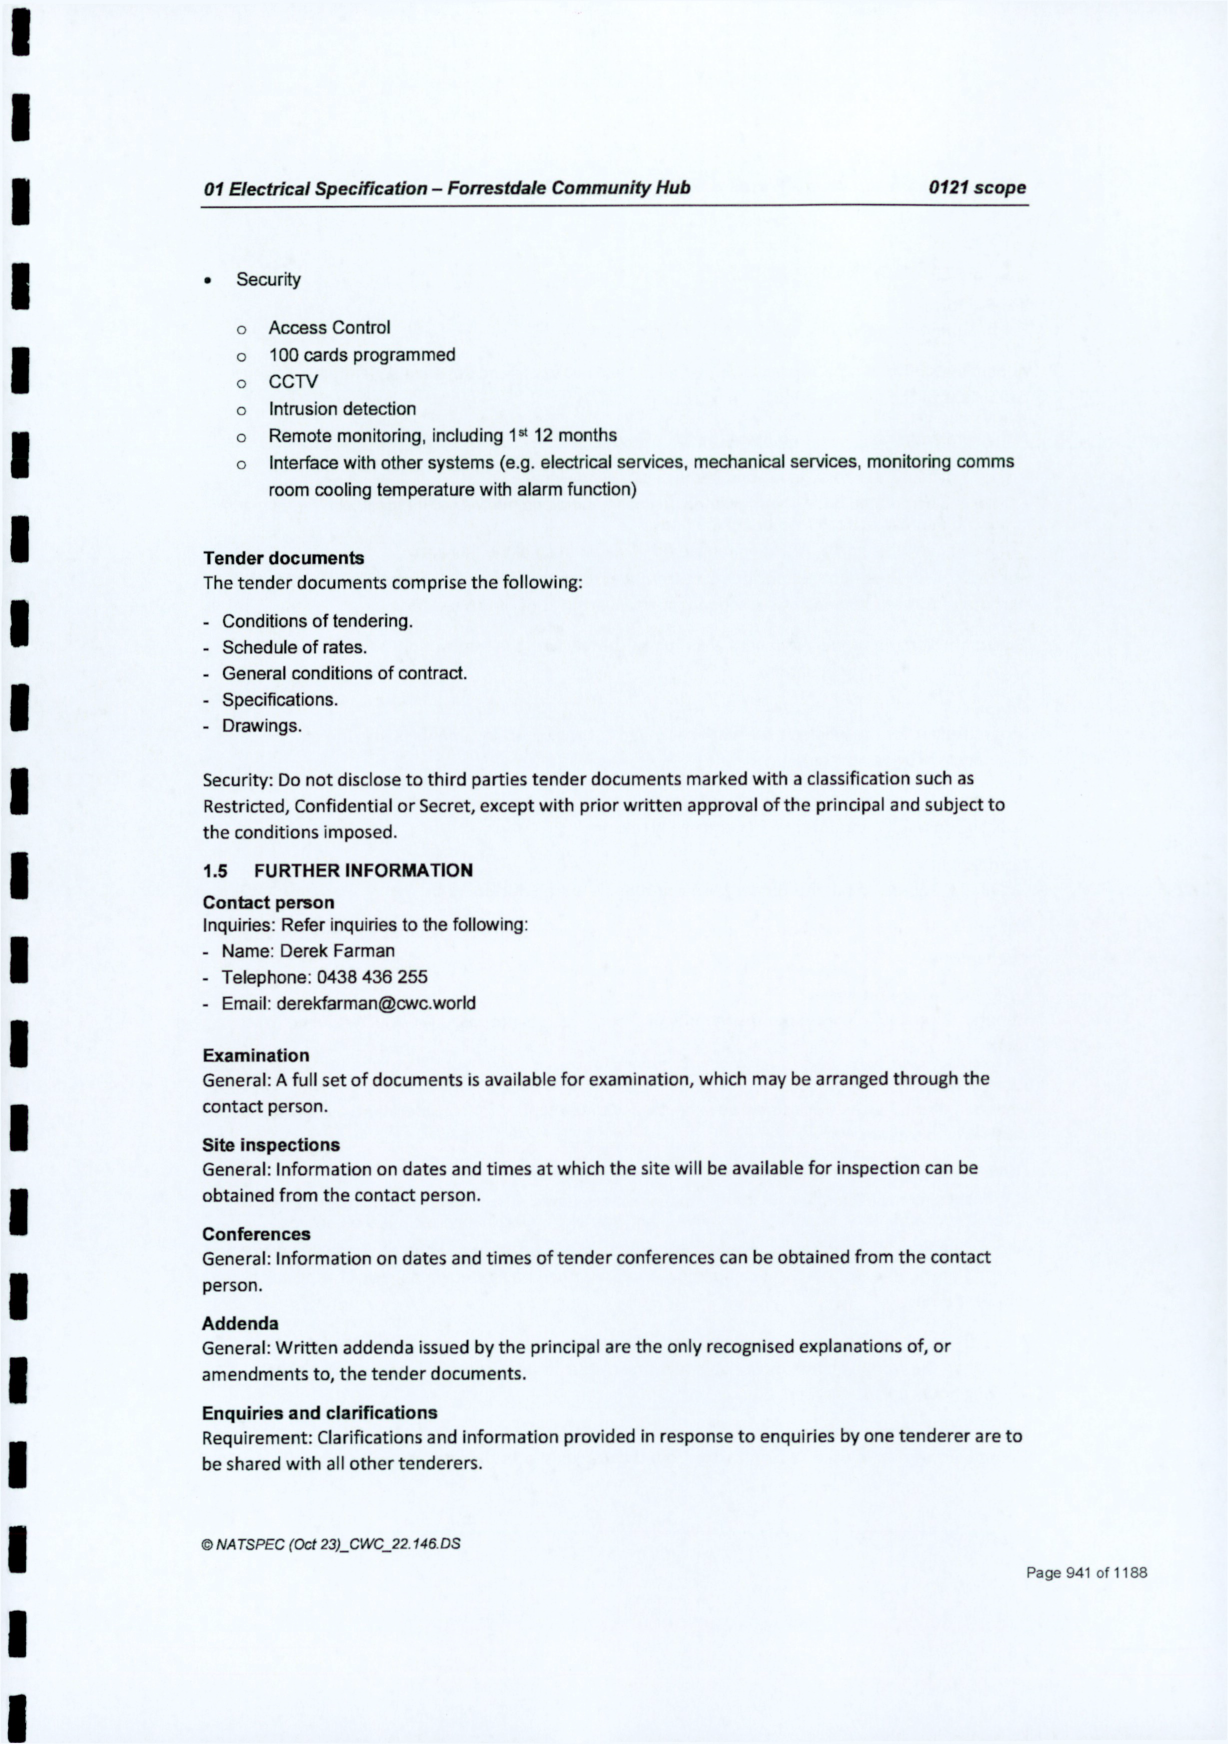 01 Electrical Specification – Forrestdale Community Hub 0121 scope
• Security
o Access Control
o 100 cards programmed
o CCTV
o Intrusion detection
o Remote monitoring, including 1st 12 months
o Interface with other systems (e.g. electrical services, mechanical services, monitoring comms
room cooling temperature with alarm function)
Tender documents
The tender documents comprise the following:
- Conditions of tendering.
- Schedule of rates.
- General conditions of contract.
- Specifications.
- Drawings.
Security: Do not disclose to third parties tender documents marked with a classification such as
Restricted, Confidential or Secret, except with prior written approval of the principal and subject to
the conditions imposed.
1.5 FURTHER INFORMATION
Contact person
Inquiries: Refer inquiries to the following:
- Name: Derek Farman
- Telephone: 0438 436 255
- Email: derekfarman@cwc.world
Examination
General: A full set of documents is available for examination, which may be arranged through the
contact person.
Site inspections
General: Information on dates and times at which the site will be available for inspection can be
obtained from the contact person.
Conferences
General: Information on dates and times of tender conferences can be obtained from the contact
person.
Addenda
General: Written addenda issued by the principal are the only recognised explanations of, or
amendments to, the tender documents.
Enquiries and clarifications
Requirement: Clarifications and information provided in response to enquiries by one tenderer are to
be shared with all other tenderers.
© NATSPEC (Oct 23)_CWC_22.146.DS
Page 941 of 1188